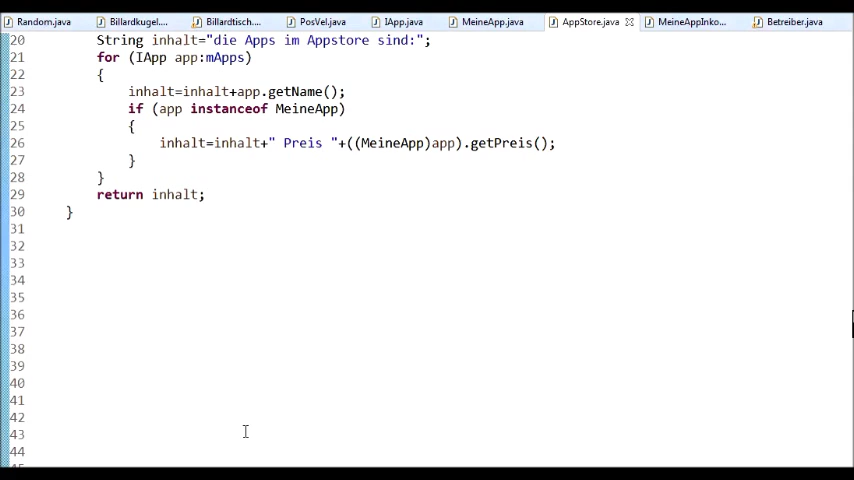 Random.java Billardkugel.... Billardtisch.... PosVel.java IApp.java MeineApp.java AppStore.java MeineAppInko... Betreiber.java
20 String inhalt="die Apps im Appstore sind:";
21 for (IApp app:mApps)
22 {
23 inhalt=inhalt+app.getName();
24 if (app instanceof MeineApp)
25 {
26 inhalt=inhalt+" Preis "+((MeineApp)app).getPreis();
27 }
28 }
29 return inhalt;
30 }
31
32
33
34
35
36
37
38
39
40
41
42
43
44